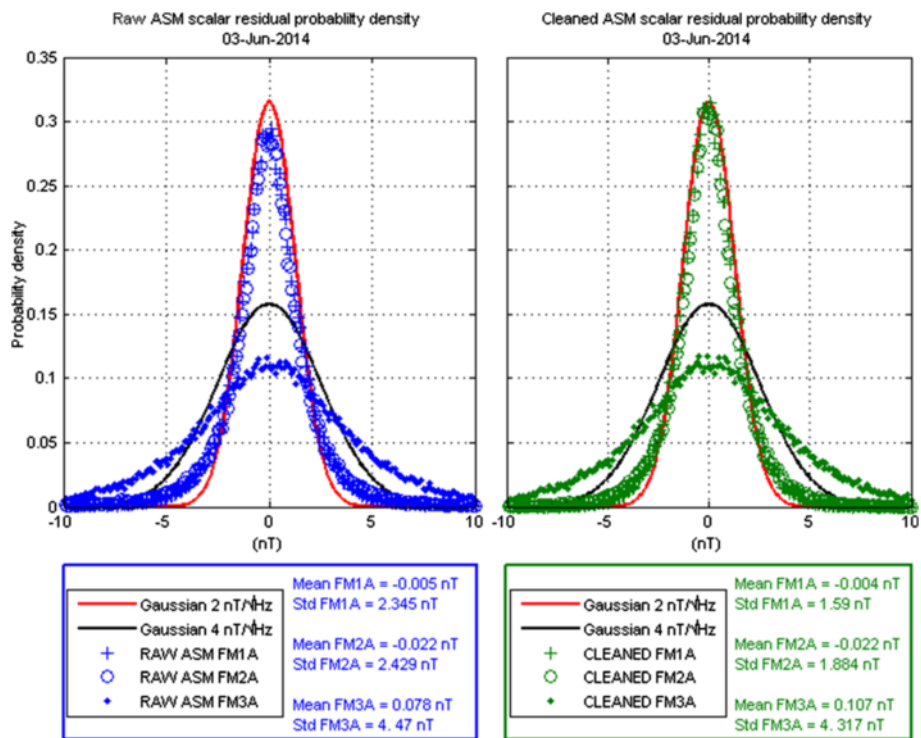 Raw ASM scalar residual probablilty density
03-Jun-2014
Cleaned ASM scalar residual probability density
03-Jun-2014
Probability density
0.35
0.3
0.25
0.2
0.15
0.1
0.05
0
-10
-5
0
5
10
(nT)
-10
-5
0
5
10
(nT)
Gaussian 2 nT/√Hz
Gaussian 4 nT/√Hz
RAW ASM FM1A
RAW ASM FM2A
RAW ASM FM3A
Mean FM1A = -0.005 nT
Std FM1A = 2.345 nT
Mean FM2A = -0.022 nT
Std FM2A = 2.429 nT
Mean FM3A = 0.078 nT
Std FM3A = 4.47 nT
Gaussian 2 nT/√Hz
Gaussian 4 nT/√Hz
CLEANED FM1A
CLEANED FM2A
CLEANED FM3A
Mean FM1A = -0.004 nT
Std FM1A = 1.59 nT
Mean FM2A = -0.022 nT
Std FM2A = 1.884 nT
Mean FM3A = 0.107 nT
Std FM3A = 4.317 nT